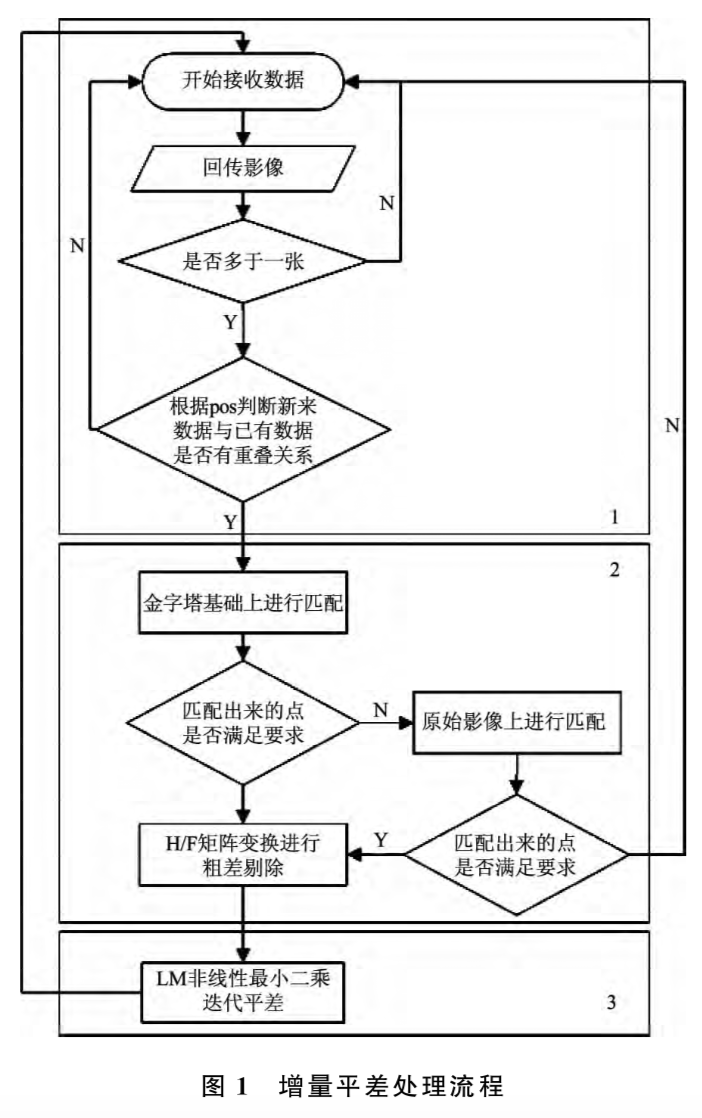 开始接收数据
回传影像
N
N
是否多于一张
Y
根据pos判断新来
数据与已有数据
是否有重叠关系
N
Y
1
2
金字塔基础上进行匹配
匹配出来的点
是否满足要求
N
原始影像上进行匹配
H/F矩阵变换进行
粗差剔除
Y
匹配出来的点
是否满足要求
LM非线性最小二乘
迭代平差
3
图 1 增量平差处理流程